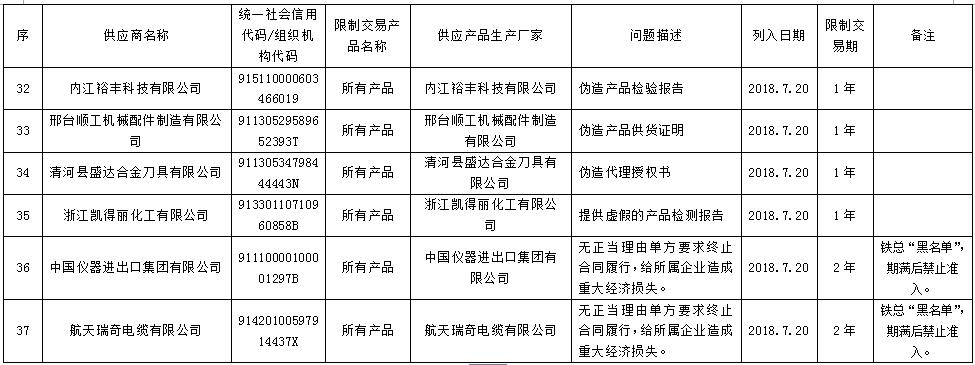 序
供应商名称
统一社会信用
代码/组织机
构代码
限制交易产
品名称
供应产品生产厂家
问题描述
列入日期
限制交
易期
备注
32
内江裕丰科技有限公司
915110000603
466019
所有产品
内江裕丰科技有限公司
伪造产品检验报告
2018.7.20
1 年
33
邢台顺工机械配件制造有限公
司
911305295896
52393T
所有产品
邢台顺工机械配件制造
有限公司
伪造产品供货证明
2018.7.20
1 年
34
清河县盛达合金刀具有限公司
911305347984
44443N
所有产品
清河县盛达合金刀具有
限公司
伪造代理授权书
2018.7.20
1 年
35
浙江凯得丽化工有限公司
913301107109
60858B
所有产品
浙江凯得丽化工有限公
司
提供虚假的产品检测报告
2018.7.20
1 年
36
中国仪器进出口集团有限公司
911100001000
01297B
所有产品
中国仪器进出口集团有
限公司
无正当理由单方要求终止
合同履行，给所属企业造成
重大经济损失。
2018.7.20
2 年
铁总“黑名单”，
期满后禁止准
入。
37
航天瑞奇电缆有限公司
914201005979
14437X
所有产品
航天瑞奇电缆有限公司
无正当理由单方要求终止
合同履行，给所属企业造成
重大经济损失。
2018.7.20
2 年
铁总“黑名单”，
期满后禁止准
入。